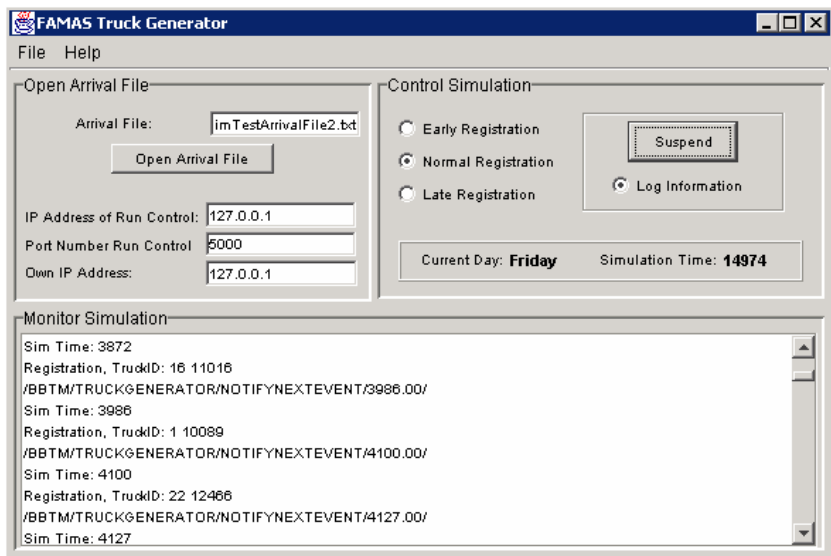 FAMAS Truck Generator
File Help
Open Arrival File
Arrival File: imTestArrivalFile2.txt
Open Arrival File
IP Address of Run Control: 127.0.0.1
Port Number Run Control 5000
Own IP Address: 127.0.0.1
Control Simulation
Early Registration
Normal Registration
Late Registration
Suspend
Log Information
Current Day: Friday Simulation Time: 14974
Monitor Simulation
Sim Time: 3872
Registration, TruckID: 16 11016
/BBTM/TRUCKGENERATOR/NOTIFYNEXTEVENT/3986.00/
Sim Time: 3986
Registration, TruckID: 1 10089
/BBTM/TRUCKGENERATOR/NOTIFYNEXTEVENT/4100.00/
Sim Time: 4100
Registration, TruckID: 22 12466
/BBTM/TRUCKGENERATOR/NOTIFYNEXTEVENT/4127.00/
Sim Time: 4127